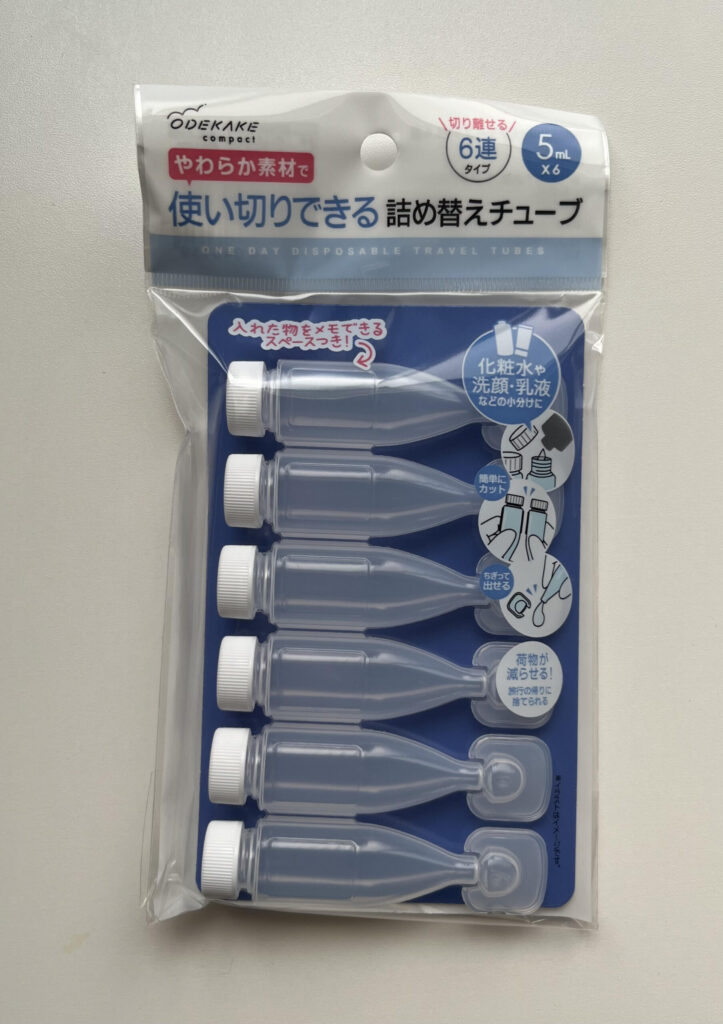 ODEKAKE
compact
切り離せる
6連
タイプ
5mL
X6
やわらか素材で
使い切りできる 詰め替えチューブ
ONE DAY DISPOSABLE TRAVEL TUBES
入れた物をメモできる
スペースつき!
化粧水や
洗顔・乳液
などの小分けに
簡単に
カット
ちぎって
出せる
荷物が
減らせる!
旅行の帰りに
捨てられる